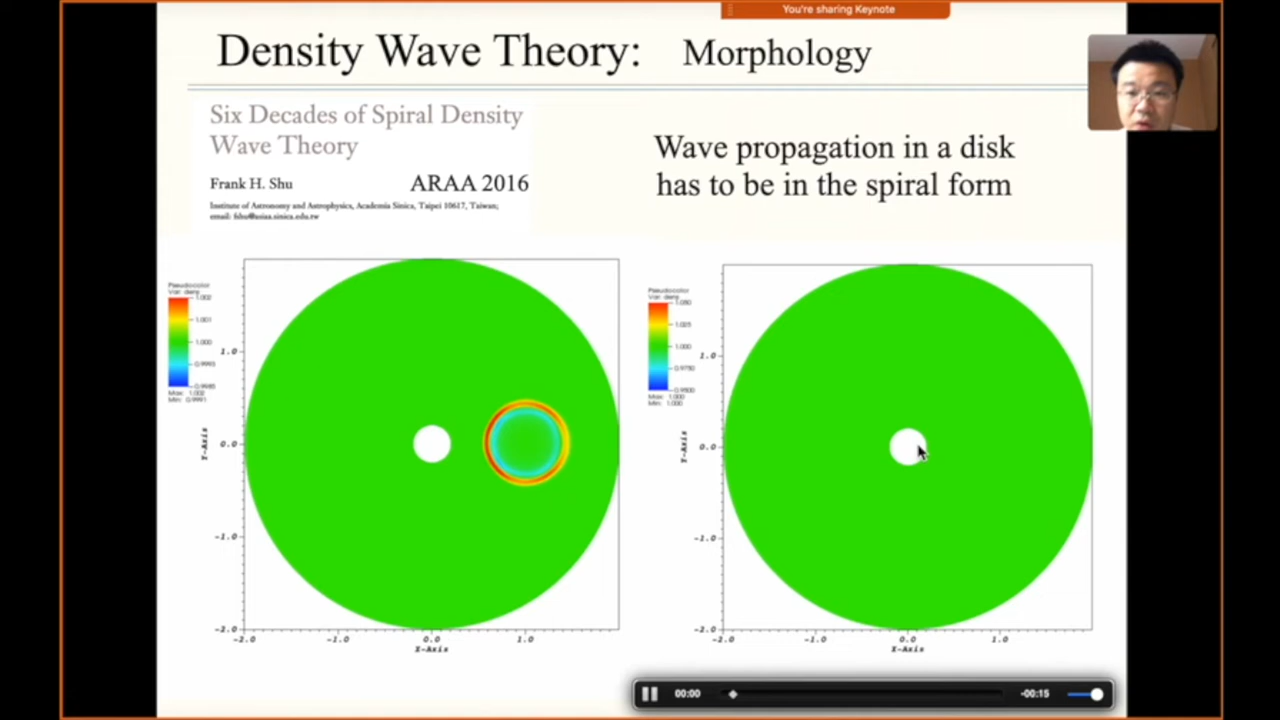 You're sharing Keynote
Density Wave Theory: Morphology
Six Decades of Spiral Density
Wave Theory
Frank H. Shu ARAA 2016
Institute of Astronomy and Astrophysics, Academia Sinica, Taipei 10617, Taiwan;
email: fshu@asiaa.sinica.edu.tw
Wave propagation in a disk
has to be in the spiral form
Pseudocolor
Var: dens
1.002
1.001
1.000
0.9993
0.9985
Max: 1.002
Min: 0.9991
1.0
0.0
-1.0
-2.0
Y-Axis
-2.0 -1.0 0.0 1.0
X-Axis
Pseudocolor
Var: dens
1.050
1.025
1.000
0.9750
0.9500
Max: 1.000
Min: 1.000
1.0
0.0
-1.0
-2.0
Y-Axis
-2.0 -1.0 0.0 1.0
X-Axis
00:00 -00:15